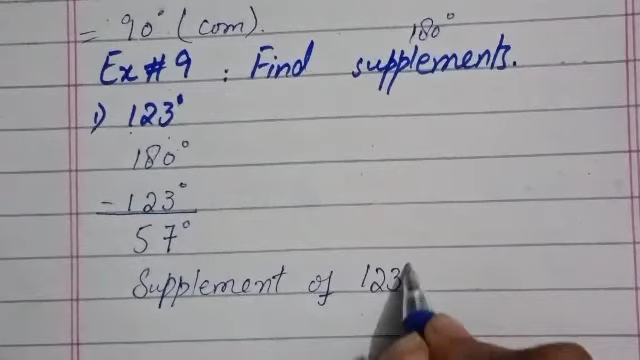 = 90° (com).
180°
Ex # 9 : Find supplements.
1) 123°
180°
- 123°
57°
Supplement of 123